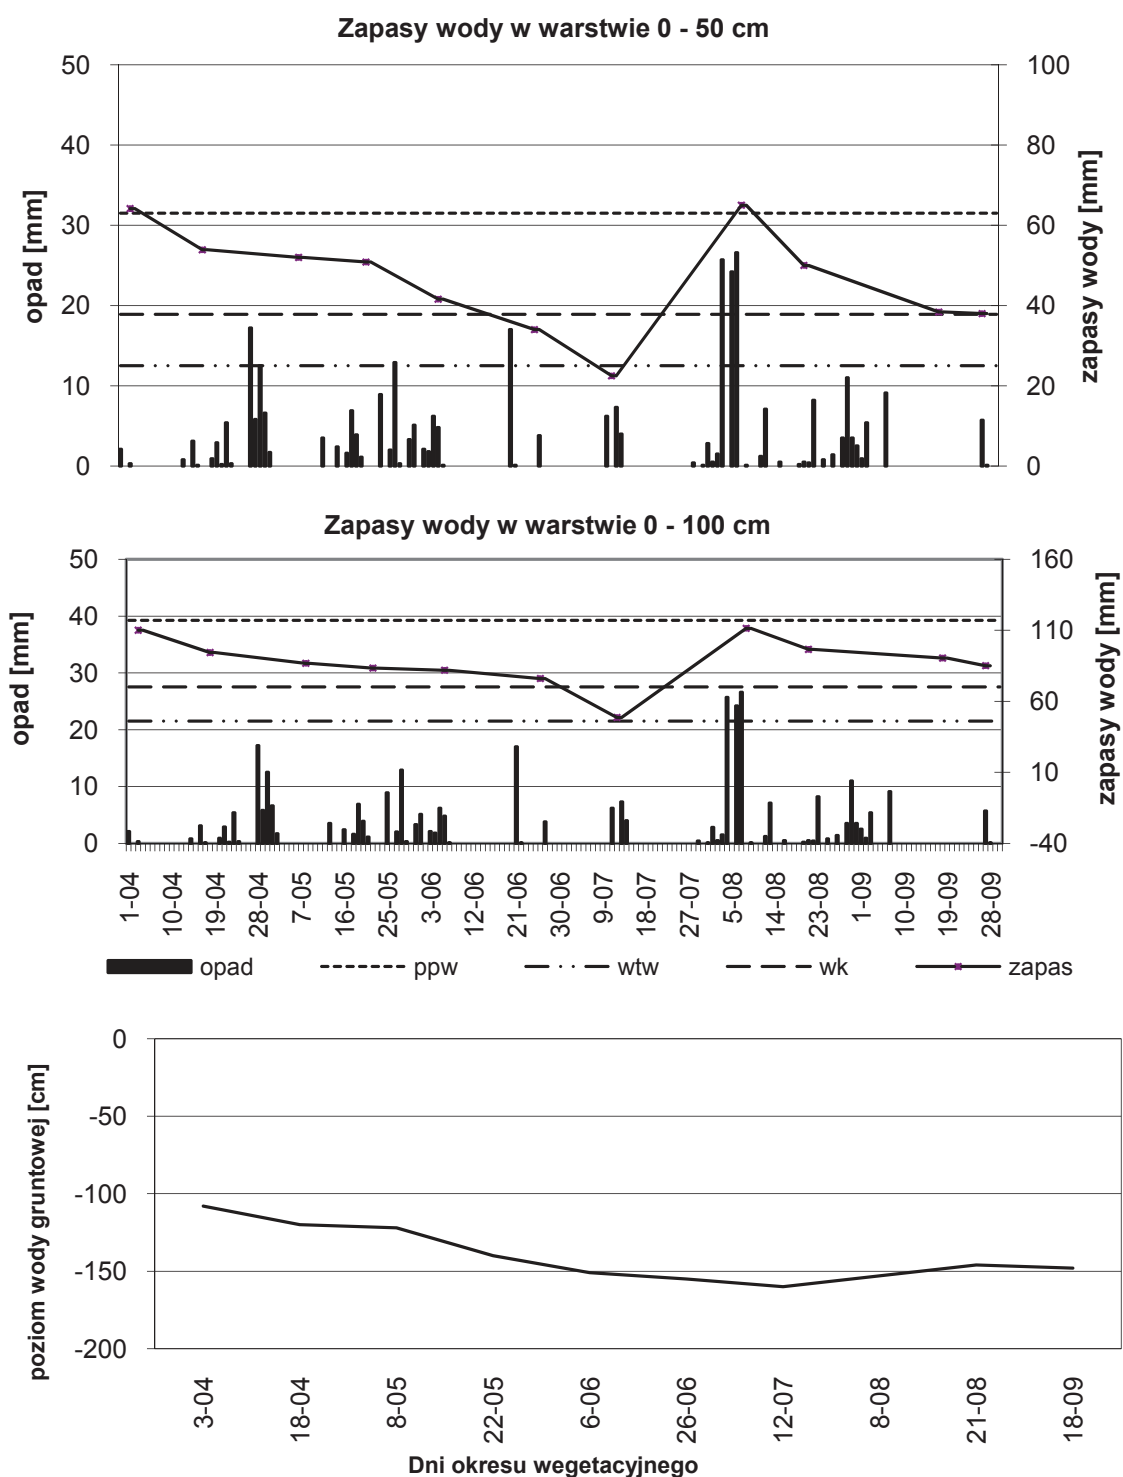 Zapasy wody w warstwie 0 - 50 cm
50 100
40 80
30 60
20 40
10 20
0 0
opad [mm]
zapasy wody [mm]
Zapasy wody w warstwie 0 - 100 cm
50 160
40 110
30 60
20 10
10 -40
0
opad [mm]
zapasy wody [mm]
1-04 10-04 19-04 28-04 7-05 16-05 25-05 3-06 12-06 21-06 30-06 9-07 18-07 27-07 5-08 14-08 23-08 1-09 10-09 19-09 28-09
opad ppw wtw wk zapas
0
-50
-100
-150
-200
poziom wody gruntowej [cm]
3-04 18-04 8-05 22-05 6-06 26-06 12-07 8-08 21-08 18-09
Dni okresu wegetacyjnego